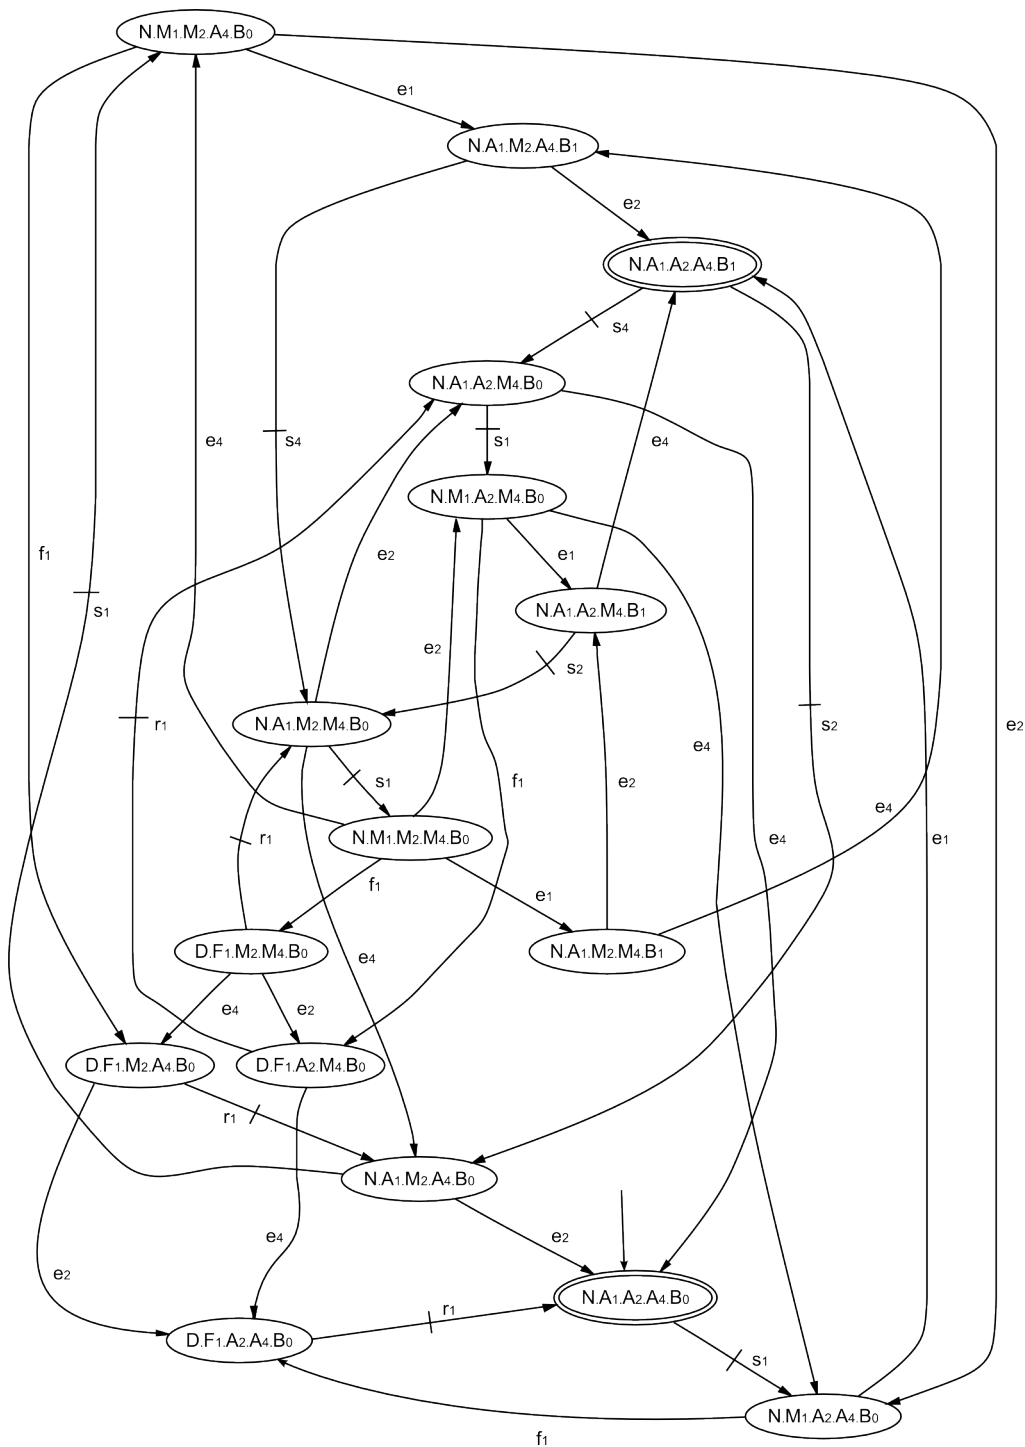 N.M1.M2.A4.B0
e1
N.A1.M2.A4.B1
e2
N.A1.A2.A4.B1
s4
N.A1.A2.M4.B0
e4
s4
s1
e4
N.M1.A2.M4.B0
f1
e2
e1
s1
N.A1.A2.M4.B1
e2
s2
r1
N.A1.M2.M4.B0
s2
e2
e4
s1
f1
e2
e4
r1
N.M1.M2.M4.B0
e4
e1
f1
e1
D.F1.M2.M4.B0
N.A1.M2.M4.B1
e4
e4
e2
D.F1.M2.A4.B0
D.F1.A2.M4.B0
r1
N.A1.M2.A4.B0
e4
e2
e2
N.A1.A2.A4.B0
r1
D.F1.A2.A4.B0
s1
N.M1.A2.A4.B0
f1